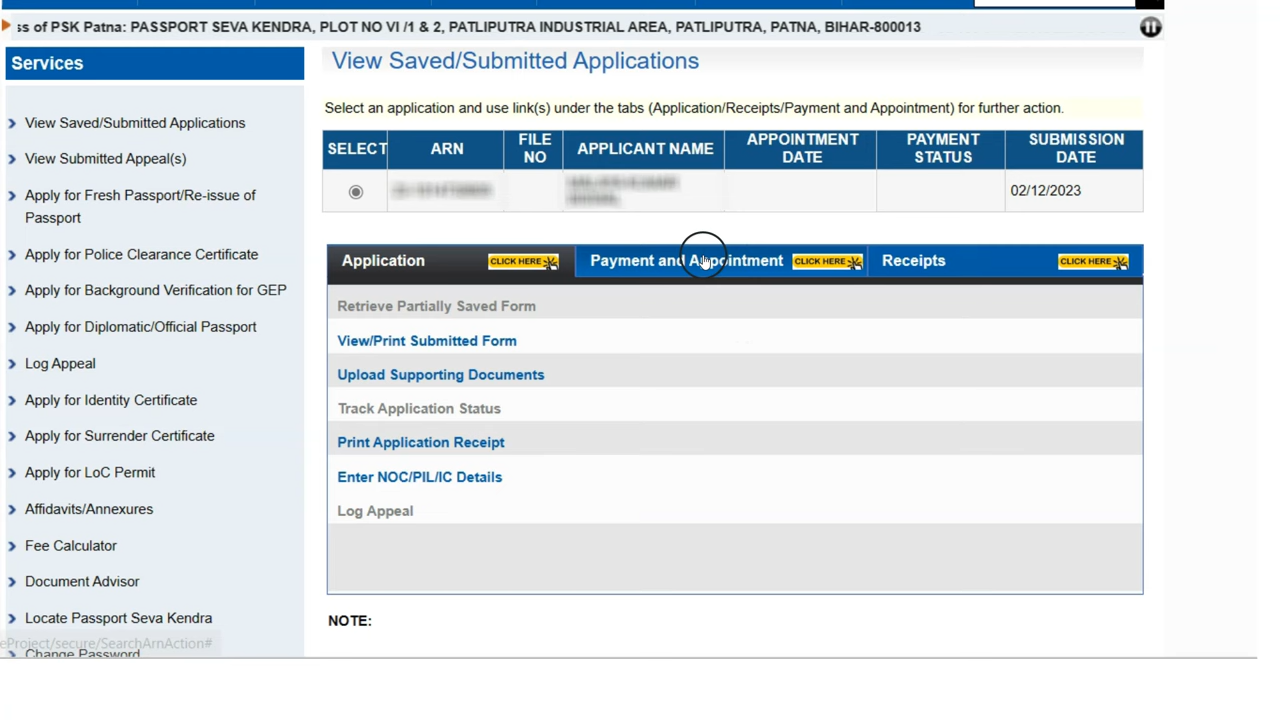 ss of PSK Patna: PASSPORT SEVA KENDRA, PLOT NO VI /1 & 2, PATLIPUTRA INDUSTRIAL AREA, PATLIPUTRA, PATNA, BIHAR-800013
Services
View Saved/Submitted Applications
View Submitted Appeal(s)
Apply for Fresh Passport/Re-issue of
Passport
Apply for Police Clearance Certificate
Apply for Background Verification for GEP
Apply for Diplomatic/Official Passport
Log Appeal
Apply for Identity Certificate
Apply for Surrender Certificate
Apply for LoC Permit
Affidavits/Annexures
Fee Calculator
Document Advisor
Locate Passport Seva Kendra
Change Password
eProject/secure/SearchArnAction#
View Saved/Submitted Applications
Select an application and use link(s) under the tabs (Application/Receipts/Payment and Appointment) for further action.
SELECT ARN FILE NO APPLICANT NAME APPOINTMENT DATE PAYMENT STATUS SUBMISSION DATE
02/12/2023
Application CLICK HERE Payment and Appointment CLICK HERE Receipts CLICK HERE
Retrieve Partially Saved Form
View/Print Submitted Form
Upload Supporting Documents
Track Application Status
Print Application Receipt
Enter NOC/PIL/IC Details
Log Appeal
NOTE: